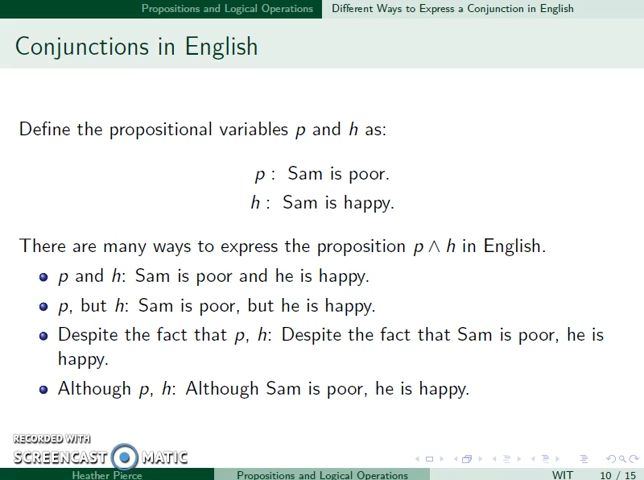 Propositions and Logical Operations Different Ways to Express a Conjunction in English
Conjunctions in English
Define the propositional variables p and h as:
p : Sam is poor.
h : Sam is happy.
There are many ways to express the proposition p ∧ h in English.
p and h: Sam is poor and he is happy.
p, but h: Sam is poor, but he is happy.
Despite the fact that p, h: Despite the fact that Sam is poor, he is
happy.
Although p, h: Although Sam is poor, he is happy.
RECORDED WITH
SCREENCAST MATIC
Heather Pierce Propositions and Logical Operations WIT 10 / 15